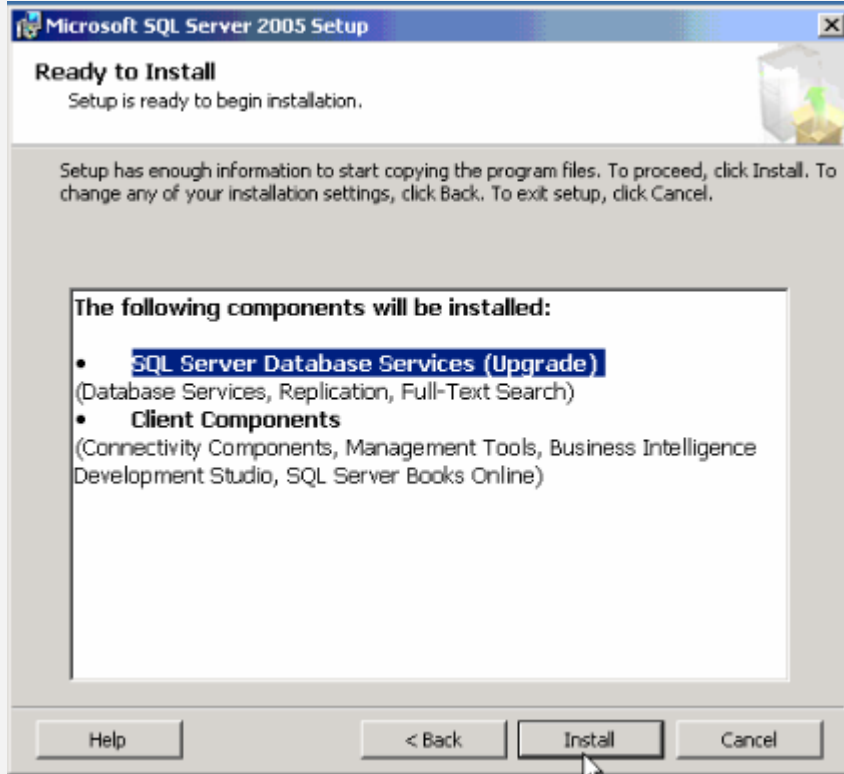 Microsoft SQL Server 2005 Setup
Ready to Install
Setup is ready to begin installation.
Setup has enough information to start copying the program files. To proceed, click Install. To
change any of your installation settings, click Back. To exit setup, click Cancel.
The following components will be installed:
• SQL Server Database Services (Upgrade)
(Database Services, Replication, Full-Text Search)
• Client Components
(Connectivity Components, Management Tools, Business Intelligence
Development Studio, SQL Server Books Online)
Help < Back Install Cancel